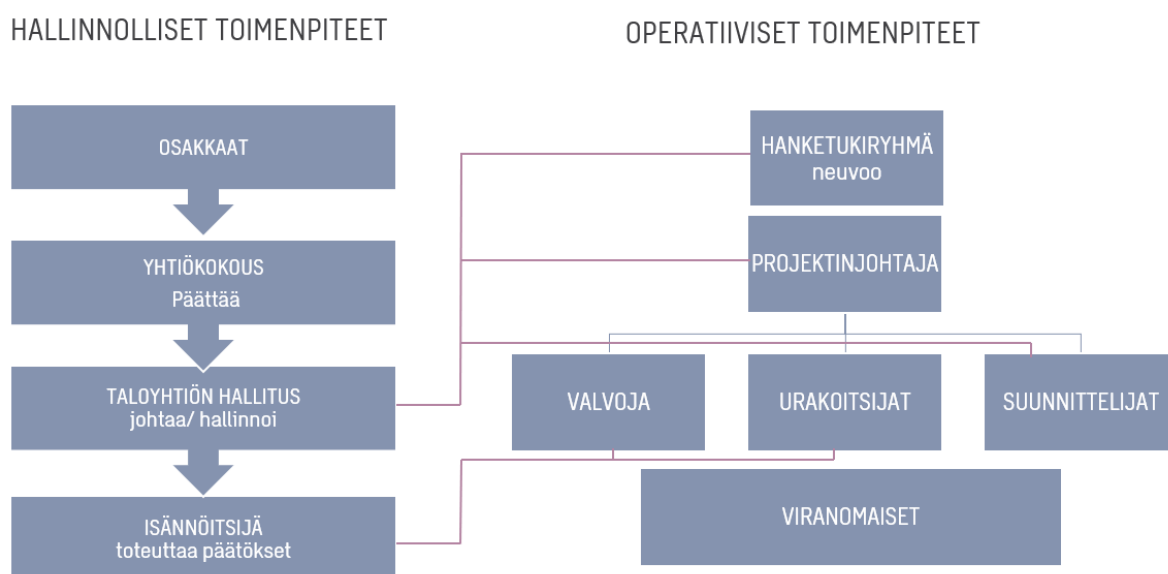 HALLINNOLLISET TOIMENPITEET
OSAKKAAT
YHTIÖKOKOUS
Päättää
TALOYHTIÖN HALLITUS
johtaa/ hallinnoi
ISÄNNÖITSIJÄ
toteuttaa päätökset
OPERATIIVISET TOIMENPITEET
HANKETUKIRYHMÄ
neuvoo
PROJEKTINJOHTAJA
VALVOJA
URAKOITSIJAT
SUUNNITTELIJAT
VIRANOMAISET